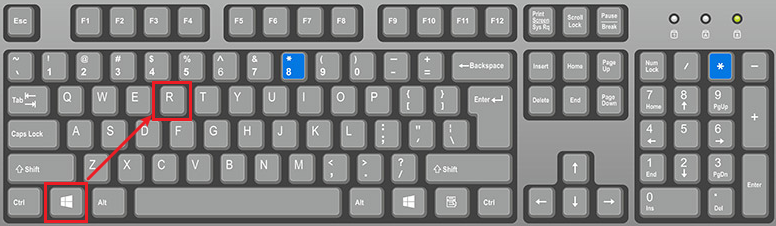 Esc F1 F2 F3 F4 F5 F6 F7 F8 F9 F10 F11 F12 Print Screen Sys Rq Scroll Lock Pause Break
~ ` ! 1 @ 2 # 3 $ 4 % 5 ^ 6 & 7 * 8 ( 9 ) 0 + = ←Backspace Insert Home Page Up Num Lock / * −
Tab Q W E R T Y U I O P { [ } ] Enter Delete End Page Down 7 Home 8 ↑ 9 PgUp +
Caps Lock A S D F G H J K L : ; " ' | \ 4 ← 5 6 →
⇧Shift Z X C V B N M < , > . ? / ⇧Shift ↑ 1 End 2 ↓ 3 PgDn Enter
Ctrl Alt Alt Ctrl ← ↓ → 0 Ins . Del